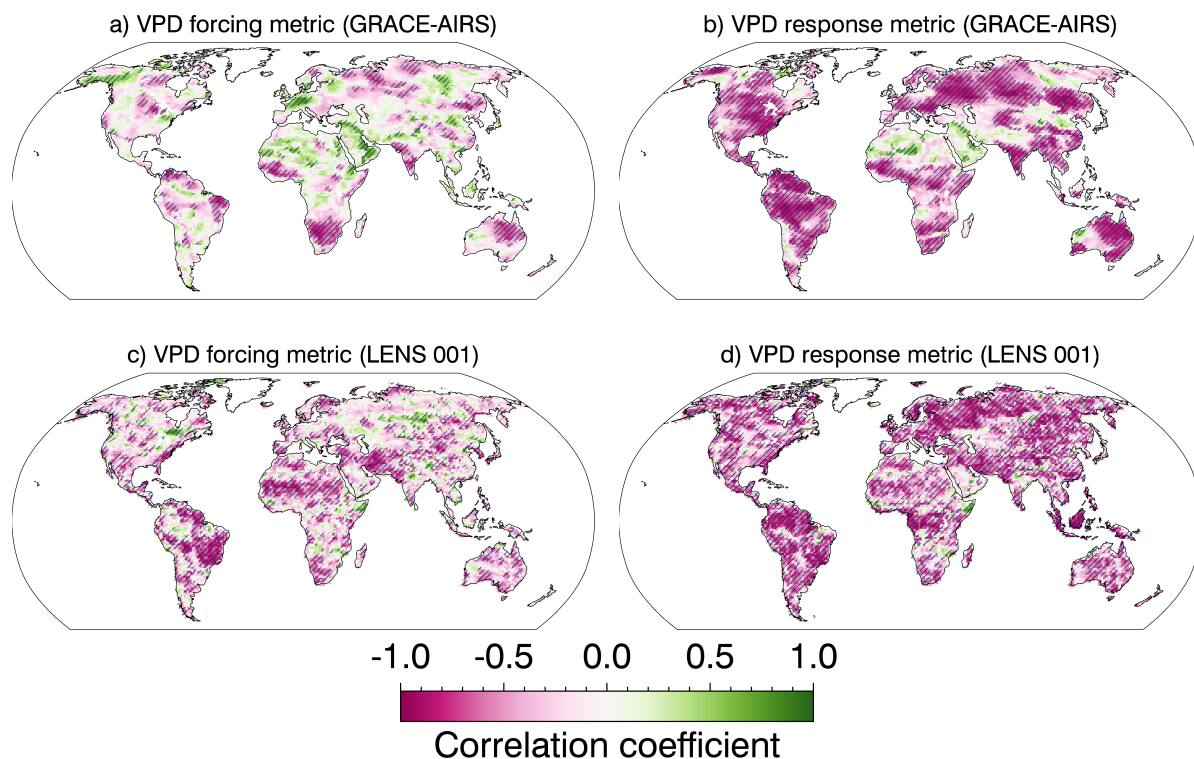 a) VPD forcing metric (GRACE-AIRS)
b) VPD response metric (GRACE-AIRS)
c) VPD forcing metric (LENS 001)
d) VPD response metric (LENS 001)
-1.0 -0.5 0.0 0.5 1.0
Correlation coefficient